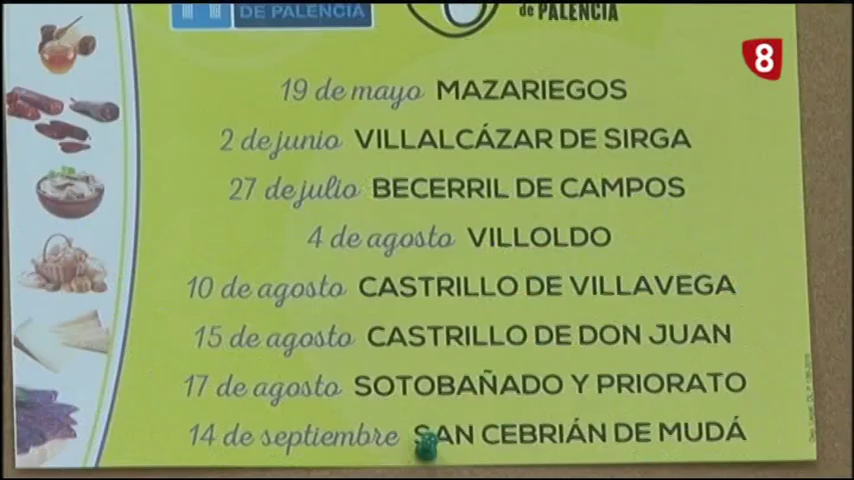 DE PALENCIA
de PALENCIA
8
19 de mayo MAZARIEGOS
2 de junio VILLALCÁZAR DE SIRGA
27 de julio BECERRIL DE CAMPOS
4 de agosto VILLOLDO
10 de agosto CASTRILLO DE VILLAVEGA
15 de agosto CASTRILLO DE DON JUAN
17 de agosto SOTOBAÑADO Y PRIORATO
14 de septiembre SAN CEBRIÁN DE MUDÁ